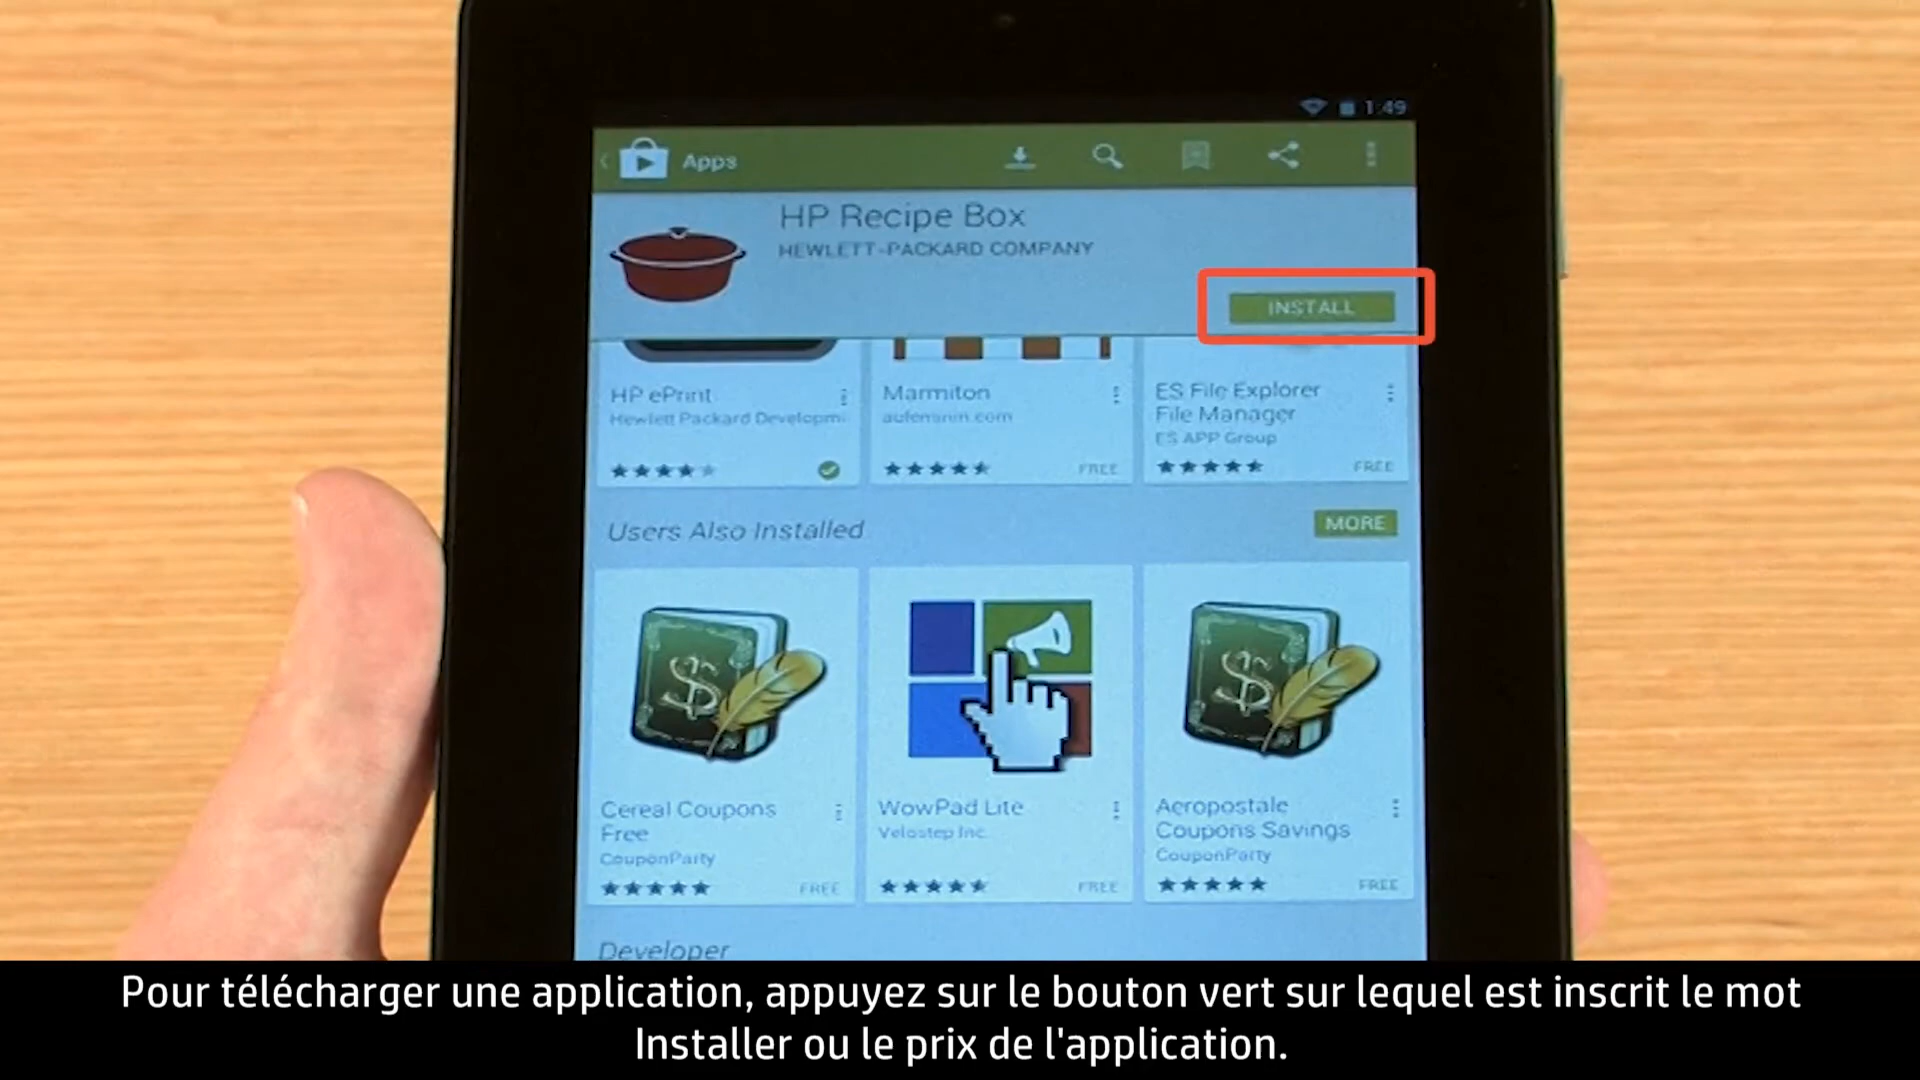 1:49
Apps
HP Recipe Box
HEWLETT-PACKARD COMPANY
INSTALL
HP ePrint
Hewlett Packard Developm
Marmiton
aufeminin.com
FREE
ES File Explorer
File Manager
ES APP Group
FREE
Users Also Installed
MORE
Cereal Coupons
Free
CouponParty
FREE
WowPad Lite
Velostep Inc.
FREE
Aeropostale
Coupons Savings
CouponParty
FREE
Developer
Pour télécharger une application, appuyez sur le bouton vert sur lequel est inscrit le mot
Installer ou le prix de l'application.